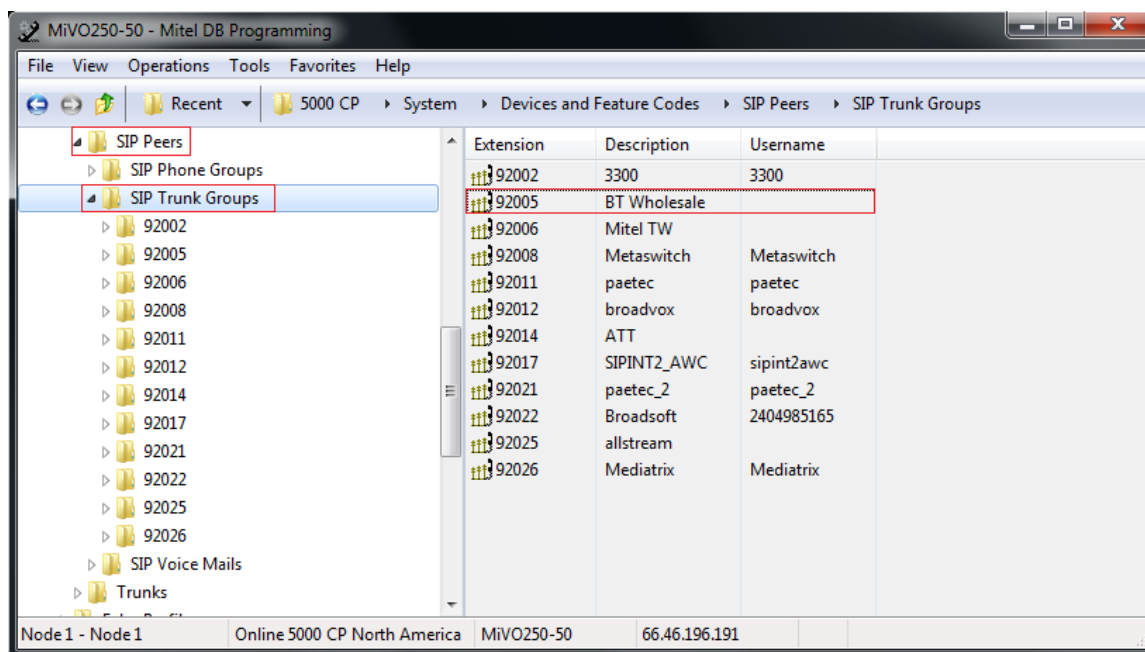 MiVO250-50 - Mitel DB Programming
File View Operations Tools Favorites Help
Recent 5000 CP System Devices and Feature Codes SIP Peers SIP Trunk Groups
SIP Peers
SIP Phone Groups
SIP Trunk Groups
92002
92005
92006
92008
92011
92012
92014
92017
92021
92022
92025
92026
SIP Voice Mails
Trunks
Extension Description Username
92002 3300 3300
92005 BT Wholesale
92006 Mitel TW
92008 Metaswitch Metaswitch
92011 paetec paetec
92012 broadvox broadvox
92014 ATT
92017 SIPINT2_AWC sipint2awc
92021 paetec_2 paetec_2
92022 Broadsoft 2404985165
92025 allstream
92026 Mediatrix Mediatrix
Node1 - Node1 Online 5000 CP North America MiVO250-50 66.46.196.191